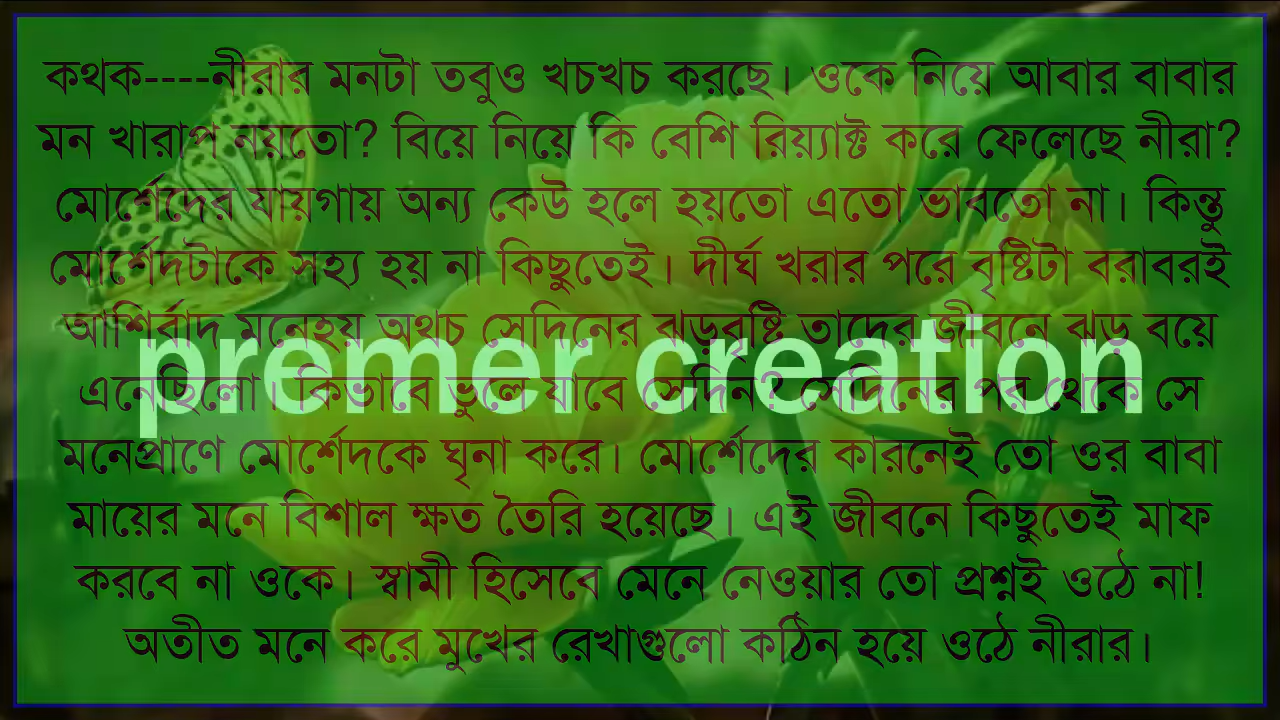 কথক----নীরার মনটা তবুও খচখচ করছে। ওকে নিয়ে আবার বাবার
মন খারাপ নয়তো? বিয়ে নিয়ে কি বেশি রিয়্যাক্ট করে ফেলেছে নীরা?
মোর্শেদের যায়গায় অন্য কেউ হলে হয়তো এতো ভাবতো না। কিন্তু
মোর্শেদটাকে সহ্য হয় না কিছুতেই। দীর্ঘ খরার পরে বৃষ্টিটা বরাবরই
আশির্বাদ মনেহয় অথচ সেদিনের ঝড়বৃষ্টি তাদের জীবনে ঝড় বয়ে
premer creation
এনেছিলো। কিভাবে ভুলে যাবে সেদিন? সেদিনের পর থেকে সে
মনেপ্রাণে মোর্শেদকে ঘৃনা করে। মোর্শেদের কারনেই তো ওর বাবা
মায়ের মনে বিশাল ক্ষত তৈরি হয়েছে। এই জীবনে কিছুতেই মাফ
করবে না ওকে। স্বামী হিসেবে মেনে নেওয়ার তো প্রশ্নই ওঠে না!
অতীত মনে করে মুখের রেখাগুলো কঠিন হয়ে ওঠে নীরার।